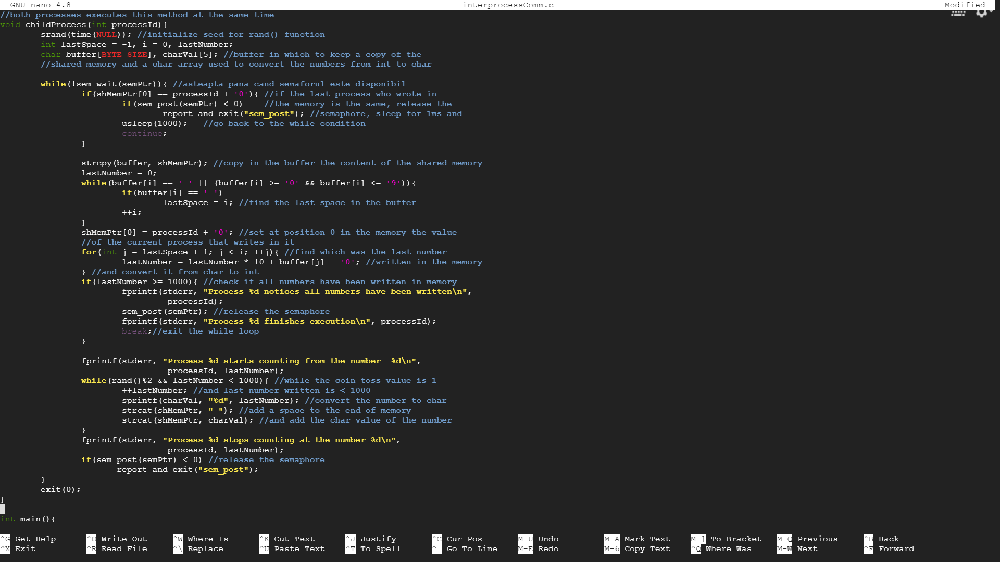 GNU nano 4.8 interprocessComm.c Modified
//both processes executes this method at the same time
void childProcess(int processId){
srand(time(NULL)); //initialize seed for rand() function
int lastSpace = -1, i = 0, lastNumber;
char buffer[BYTE_SIZE], charVal[5]; //buffer in which to keep a copy of the
//shared memory and a char array used to convert the numbers from int to char
while(!sem_wait(semPtr)){ //asteapta pana cand semaforul este disponibil
if(shMemPtr[0] == processId + '0'){ //if the last process who wrote in
if(sem_post(semPtr) < 0) //the memory is the same, release the
report_and_exit("sem_post"); //semaphore, sleep for 1ms and
usleep(1000); //go back to the while condition
continue;
}
strcpy(buffer, shMemPtr); //copy in the buffer the content of the shared memory
lastNumber = 0;
while(buffer[i] == ' ' || (buffer[i] >= '0' && buffer[i] <= '9')){
if(buffer[i] == ' ')
lastSpace = i; //find the last space in the buffer
++i;
}
shMemPtr[0] = processId + '0'; //set at position 0 in the memory the value
//of the current process that writes in it
for(int j = lastSpace + 1; j < i; ++j){ //find which was the last number
lastNumber = lastNumber * 10 + buffer[j] - '0'; //written in the memory
} //and convert it from char to int
if(lastNumber >= 1000){ //check if all numbers have been written in memory
fprintf(stderr, "Process %d notices all numbers have been written\n",
processId);
sem_post(semPtr); //release the semaphore
fprintf(stderr, "Process %d finishes execution\n", processId);
break;//exit the while loop
}
fprintf(stderr, "Process %d starts counting from the number  %d\n",
processId, lastNumber);
while(rand()%2 && lastNumber < 1000){ //while the coin toss value is 1
++lastNumber; //and last number written is < 1000
sprintf(charVal, "%d", lastNumber); //convert the number to char
strcat(shMemPtr, " "); //add a space to the end of memory
strcat(shMemPtr, charVal); //and add the char value of the number
}
fprintf(stderr, "Process %d stops counting at the number %d\n",
processId, lastNumber);
if(sem_post(semPtr) < 0) //release the semaphore
report_and_exit("sem_post");
}
exit(0);
}
int main(){
^G Get Help ^O Write Out ^W Where Is ^K Cut Text ^J Justify ^C Cur Pos M-U Undo M-A Mark Text M-] To Bracket M-Q Previous ^B Back
^X Exit ^R Read File ^\ Replace ^U Paste Text ^T To Spell ^_ Go To Line M-E Redo M-6 Copy Text ^Q Where Was M-W Next ^F Forward